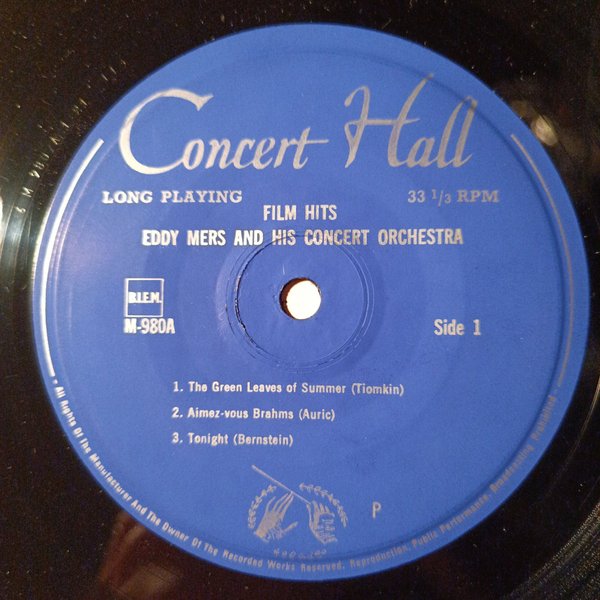 Concert Hall
LONG PLAYING 33 1/3 RPM
FILM HITS
EDDY MERS AND HIS CONCERT ORCHESTRA
B.I.E.M.
M-980A Side 1
1. The Green Leaves of Summer (Tiomkin)
2. Aimez-vous Brahms (Auric)
3. Tonight (Bernstein)
P
All Rights Of The Manufacturer And The Owner Of The Recorded Works Reserved. Reproduction. Public Performance. Broadcasting Prohibited